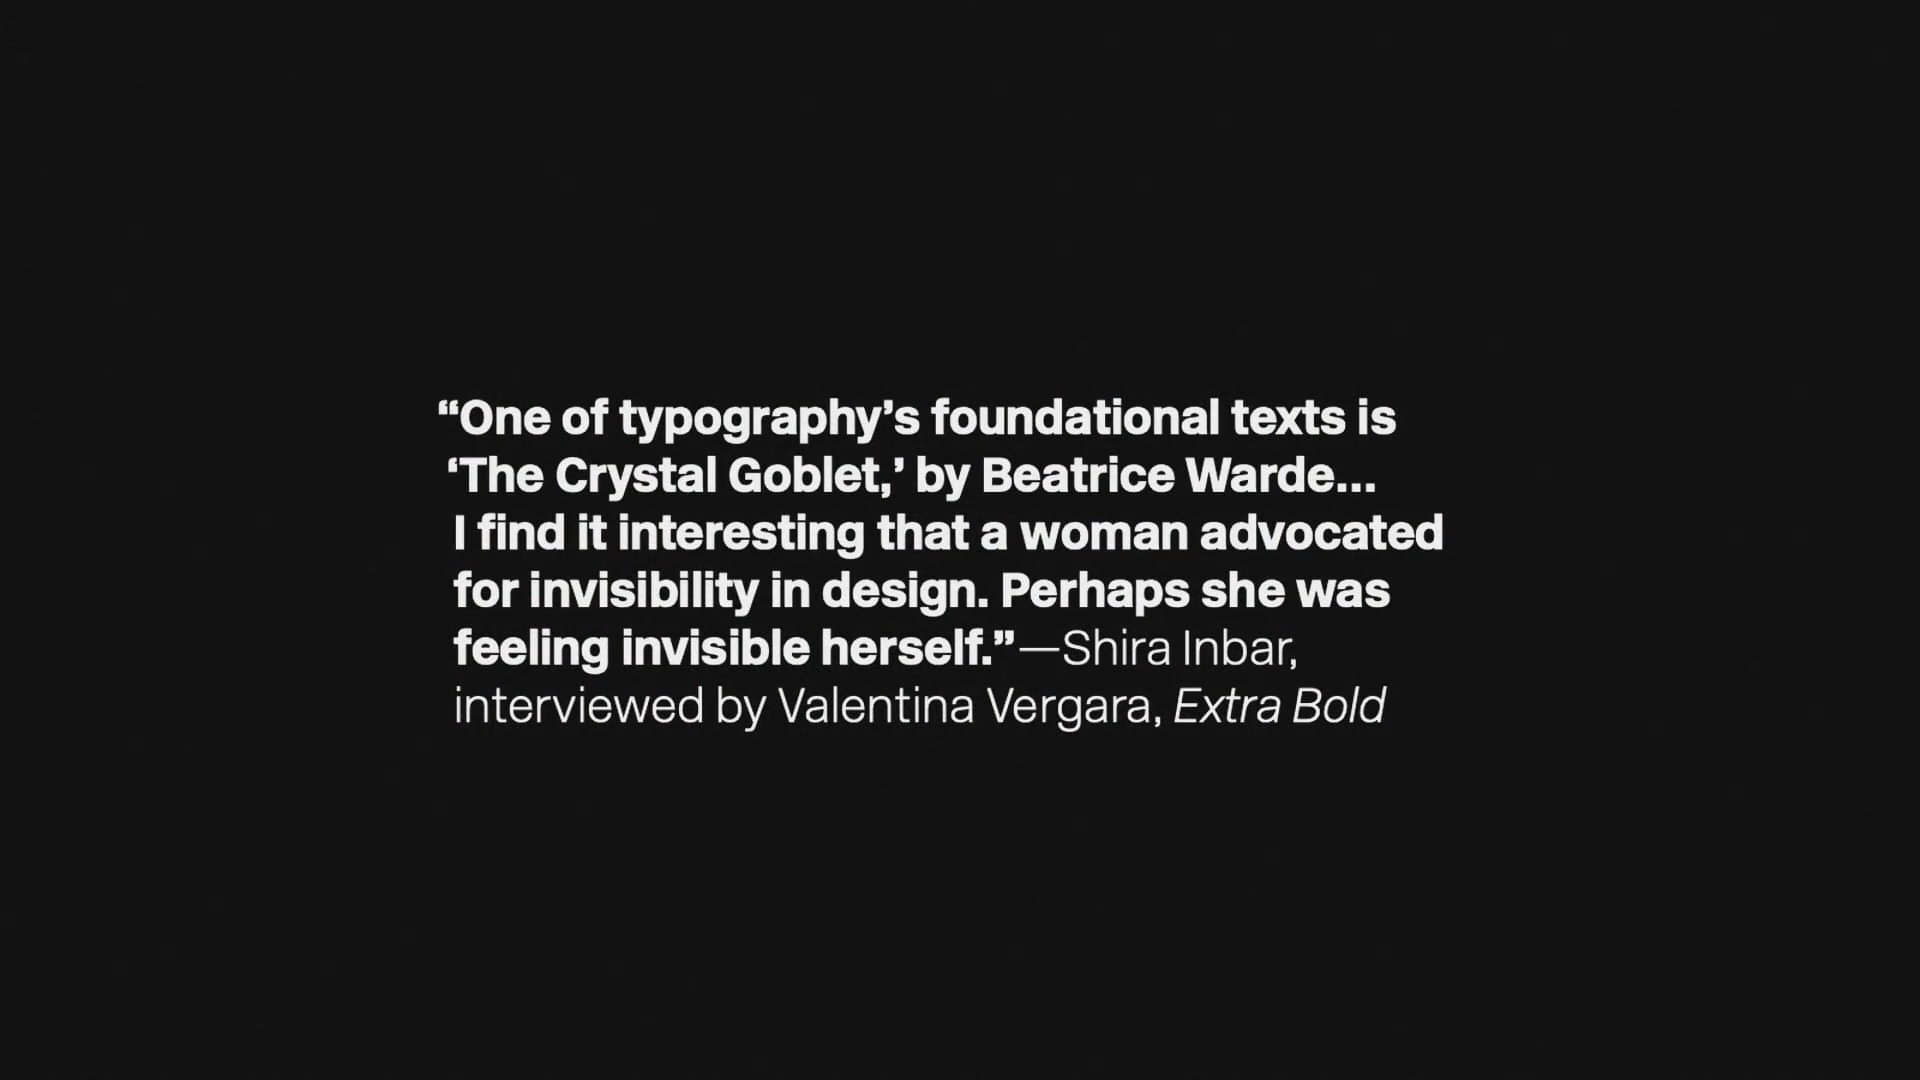 “One of typography’s foundational texts is
‘The Crystal Goblet,’ by Beatrice Warde...
I find it interesting that a woman advocated
for invisibility in design. Perhaps she was
feeling invisible herself.”—Shira Inbar,
interviewed by Valentina Vergara, Extra Bold